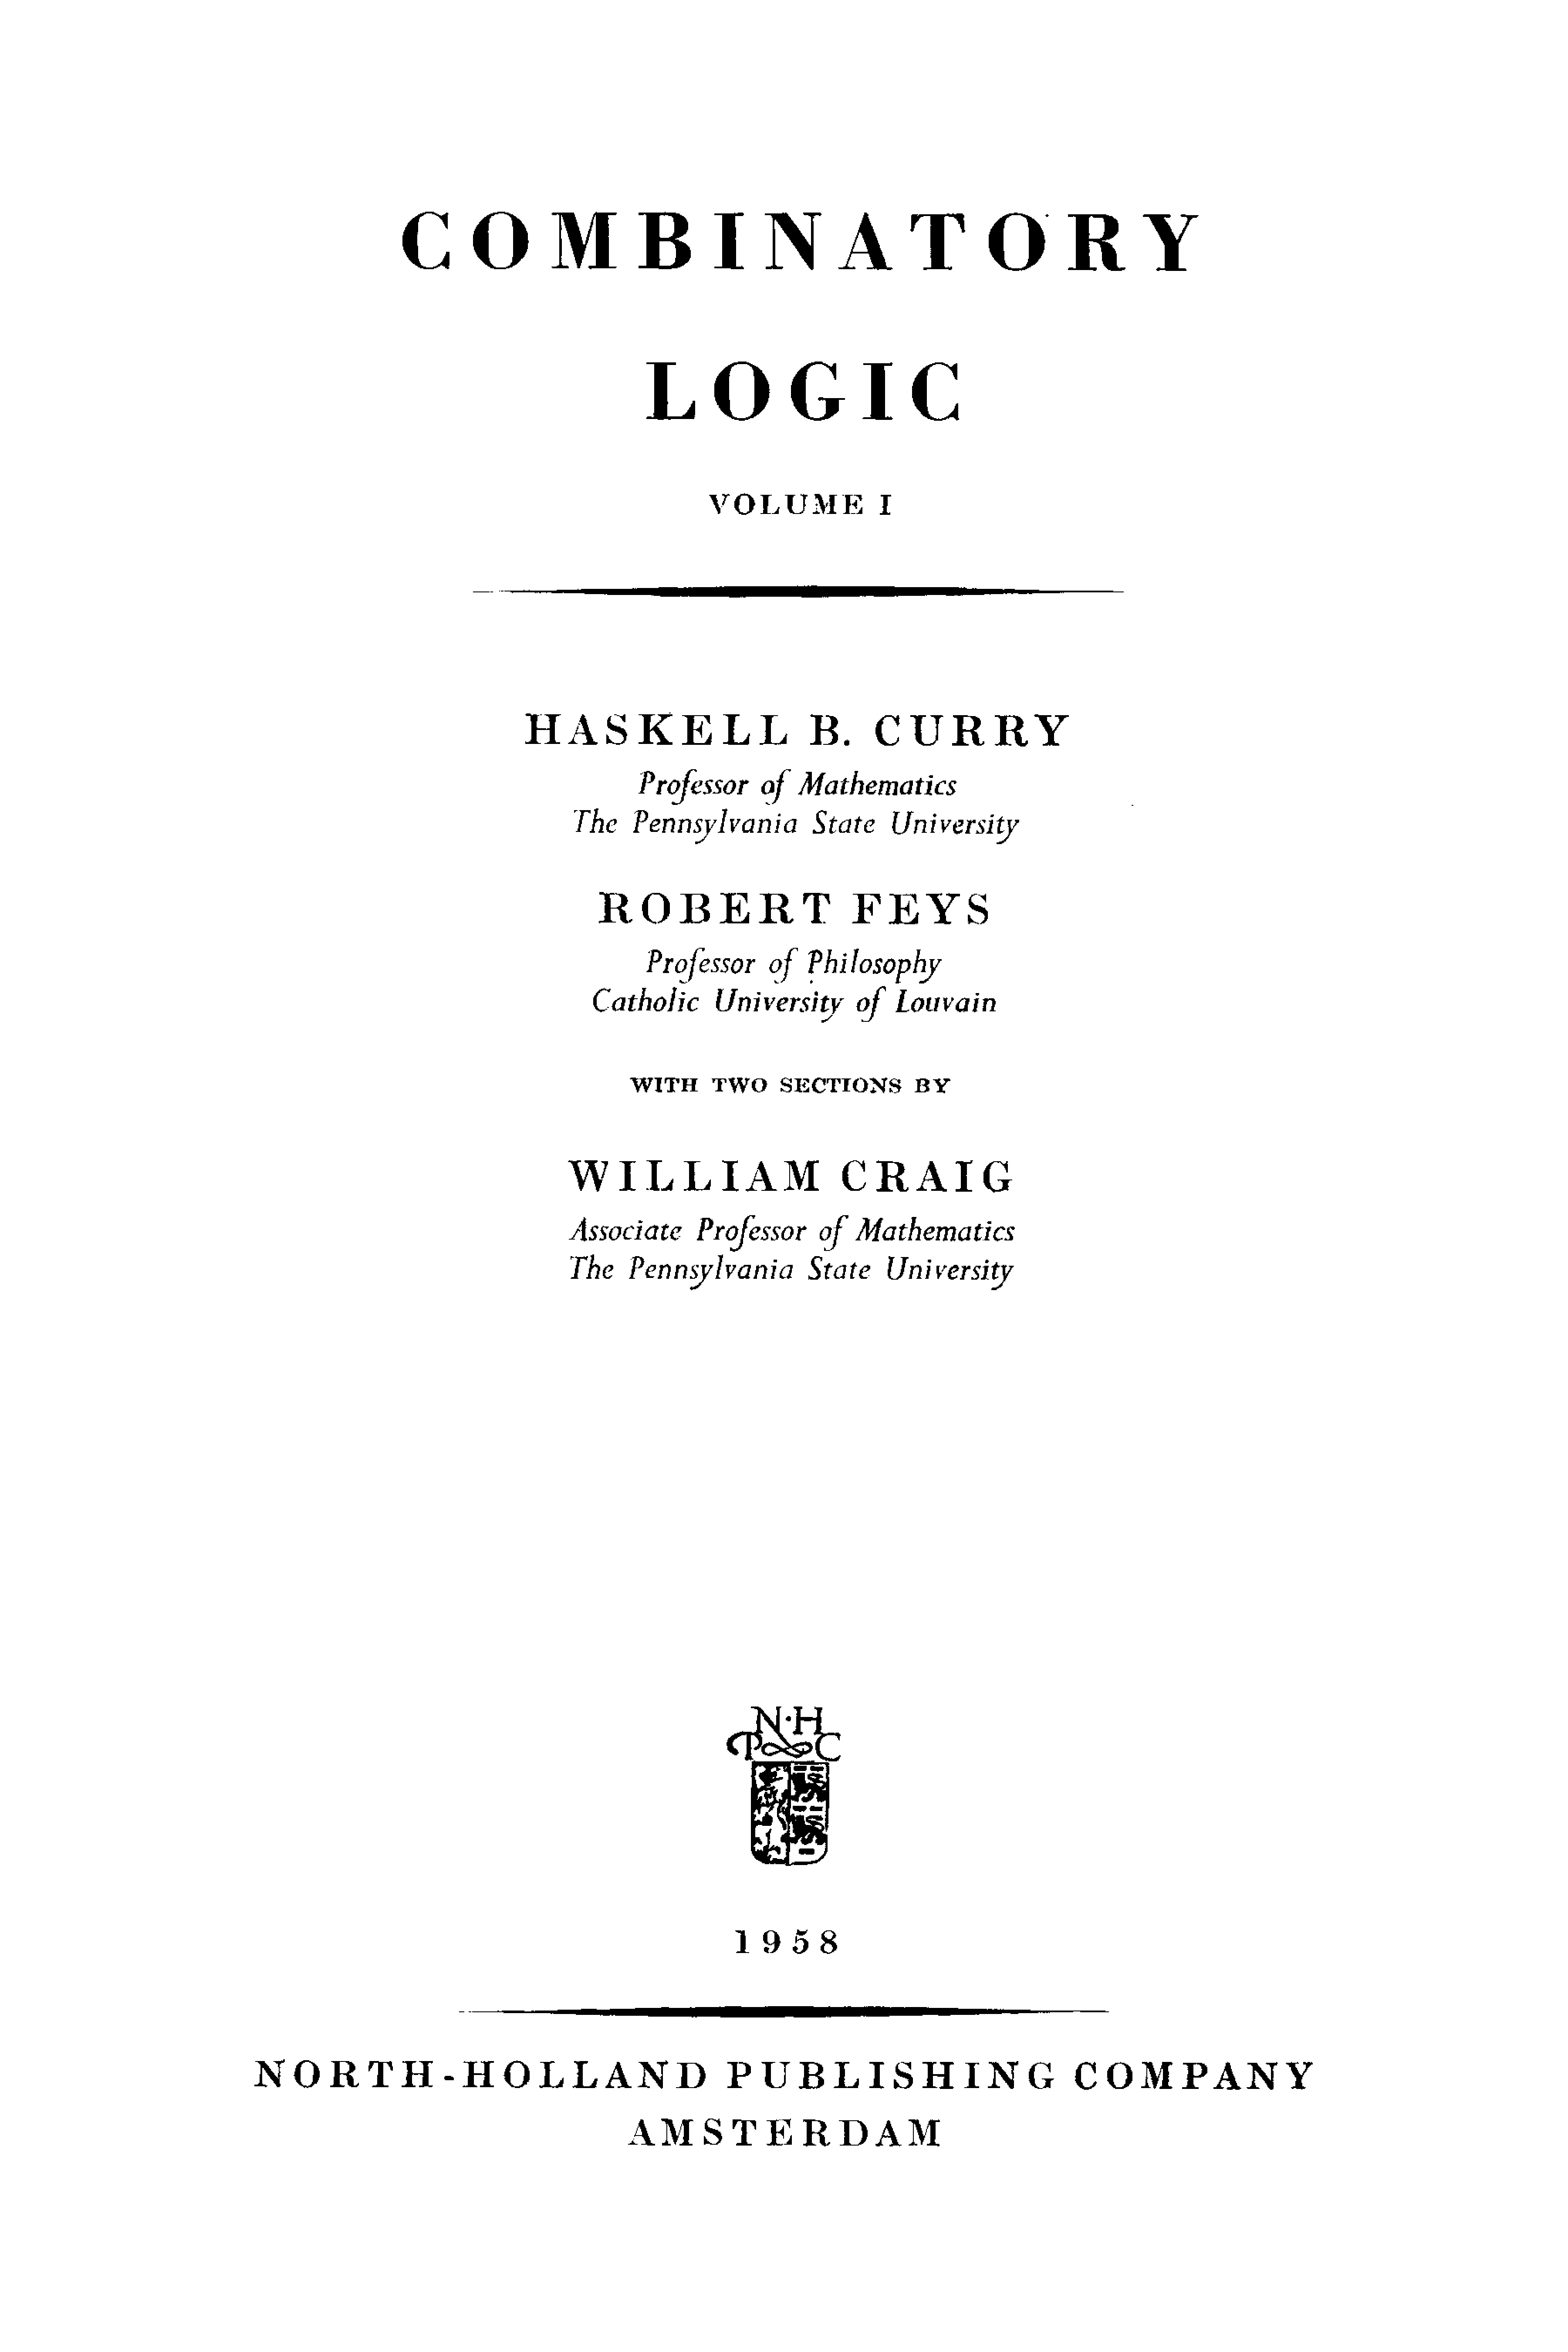 COMBINATORY
LOGIC
VOLUME I
HASKELL B. CURRY
Professor of Mathematics
The Pennsylvania State University
ROBERT FEYS
Professor of Philosophy
Catholic University of Louvain
WITH TWO SECTIONS BY
WILLIAM CRAIG
Associate Professor of Mathematics
The Pennsylvania State University
N·H
P C
1958
NORTH-HOLLAND PUBLISHING COMPANY
AMSTERDAM